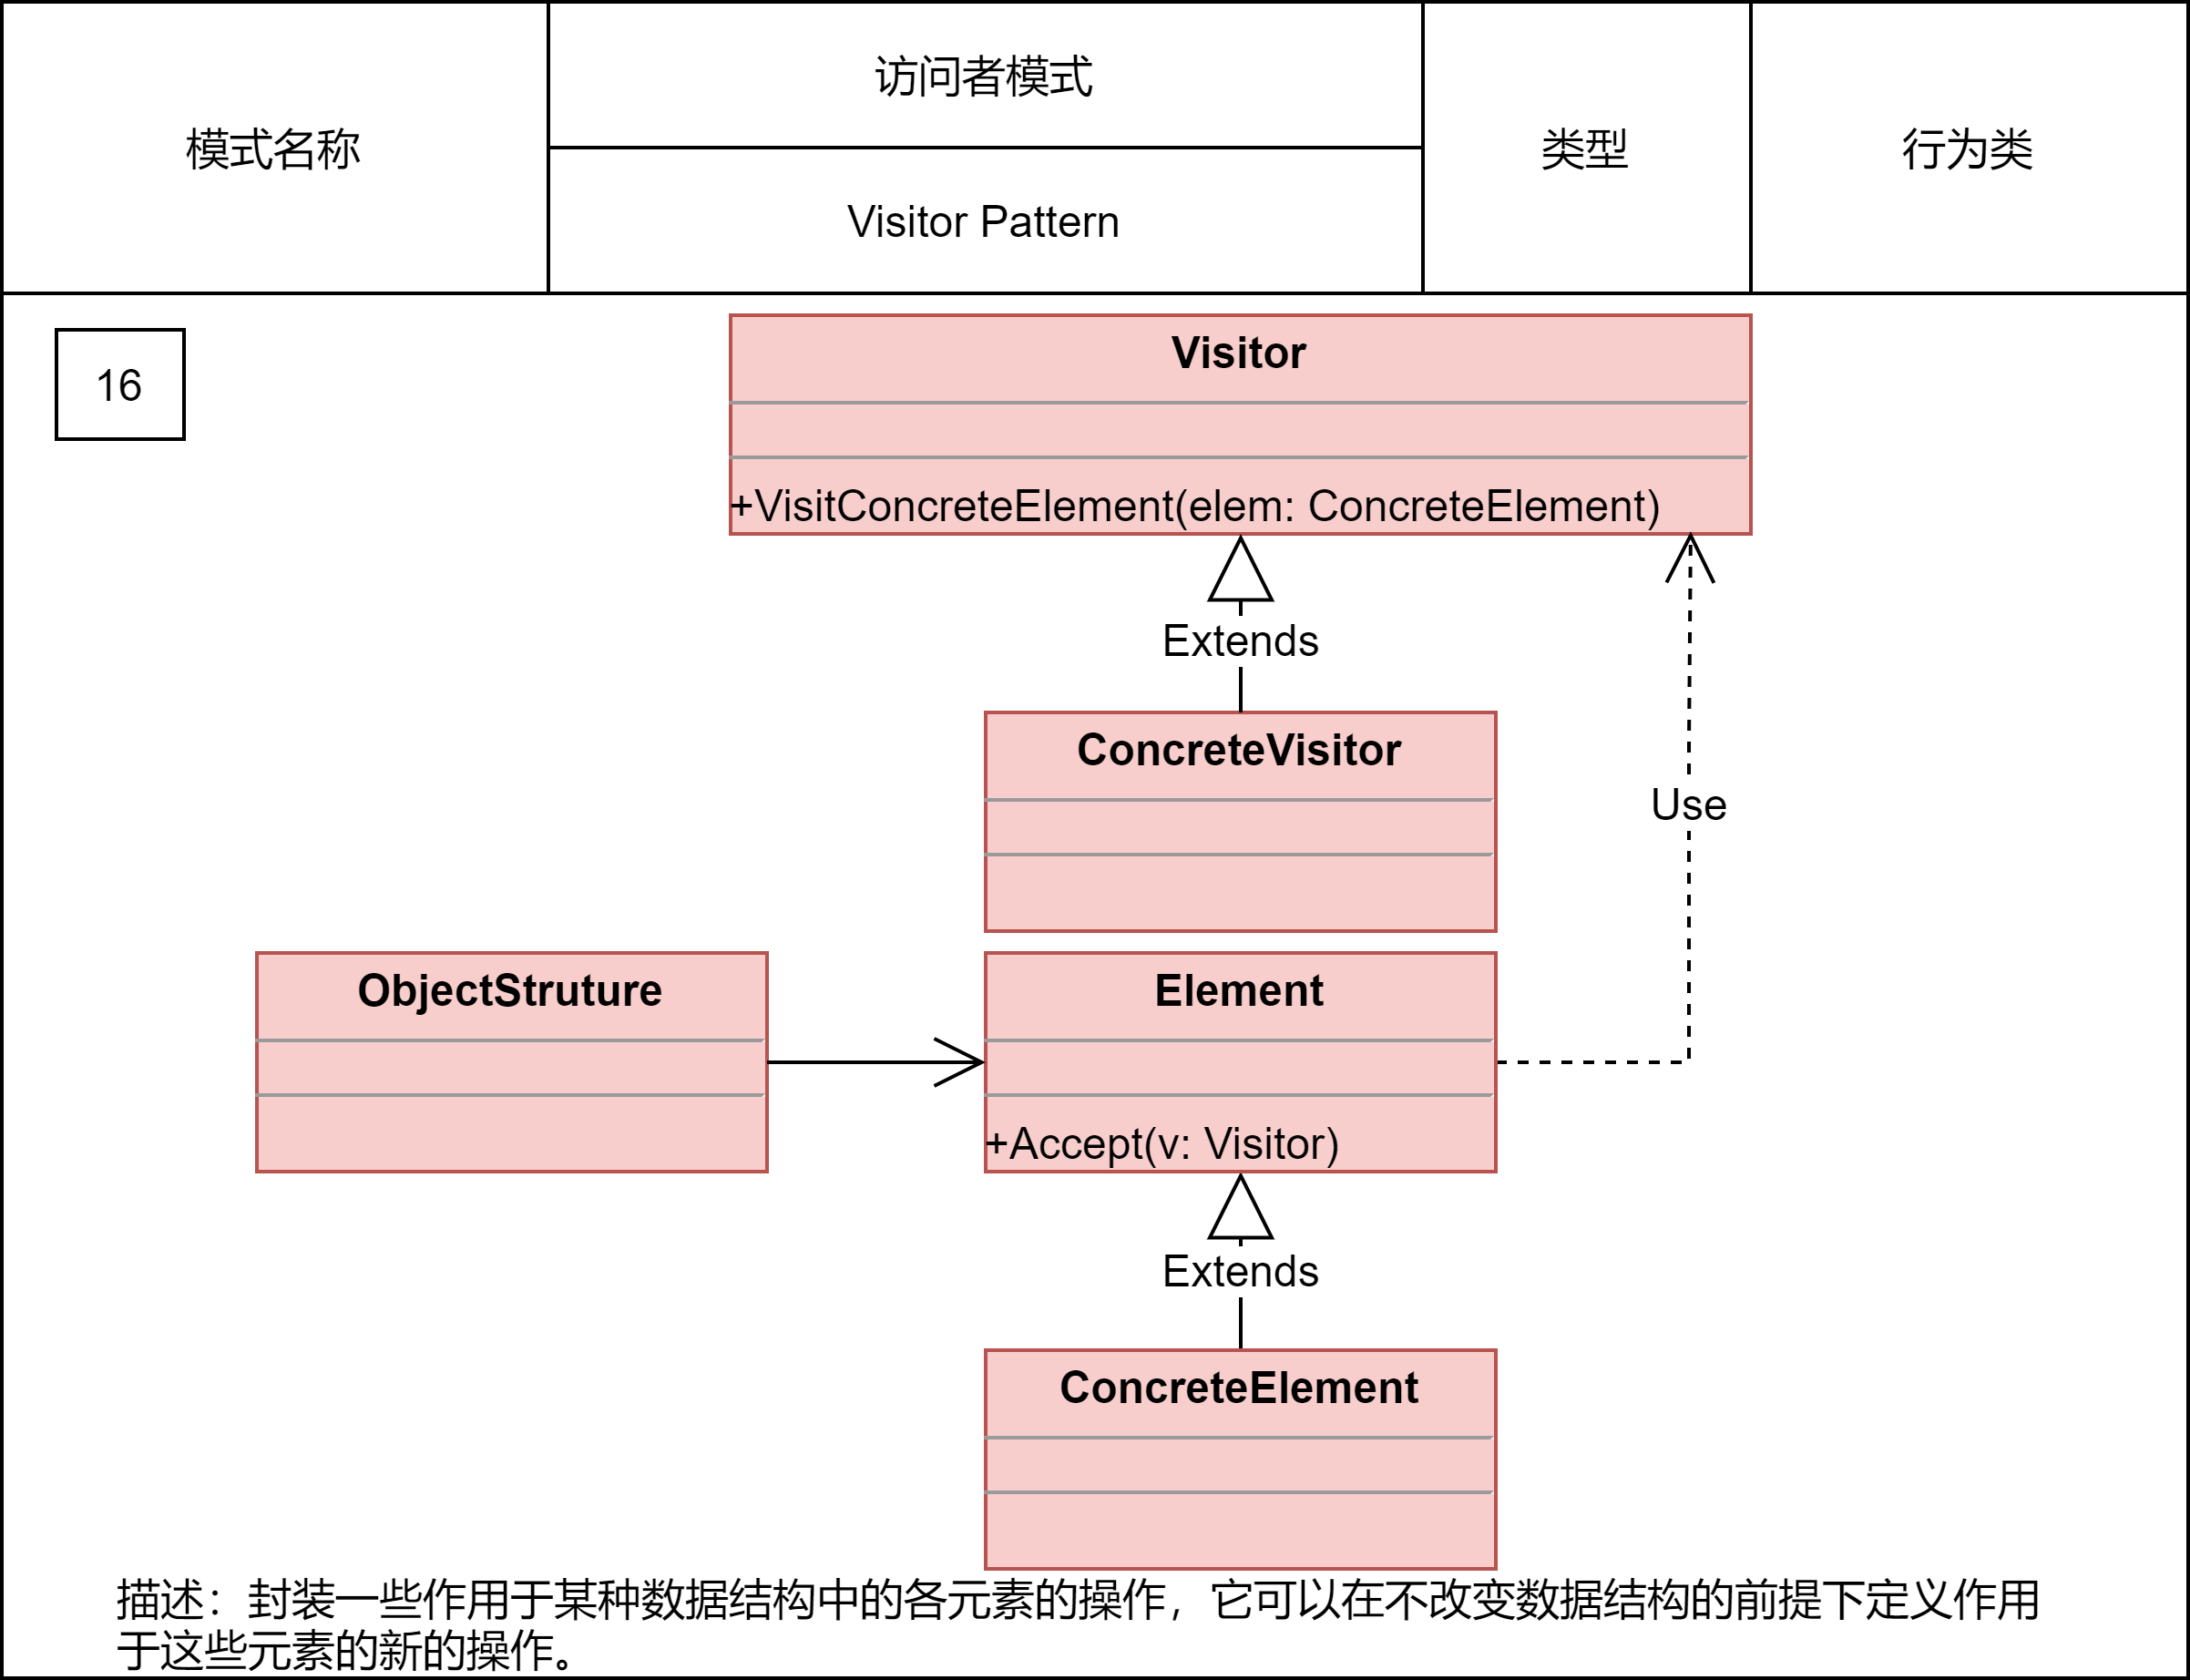 模式名称
访问者模式
Visitor Pattern
类型
行为类
16
Visitor
+VisitConcreteElement(elem: ConcreteElement)
Extends
ConcreteVisitor
Use
ObjectStruture
Element
+Accept(v: Visitor)
Extends
ConcreteElement
描述：封装一些作用于某种数据结构中的各元素的操作，它可以在不改变数据结构的前提下定义作用
于这些元素的新的操作。